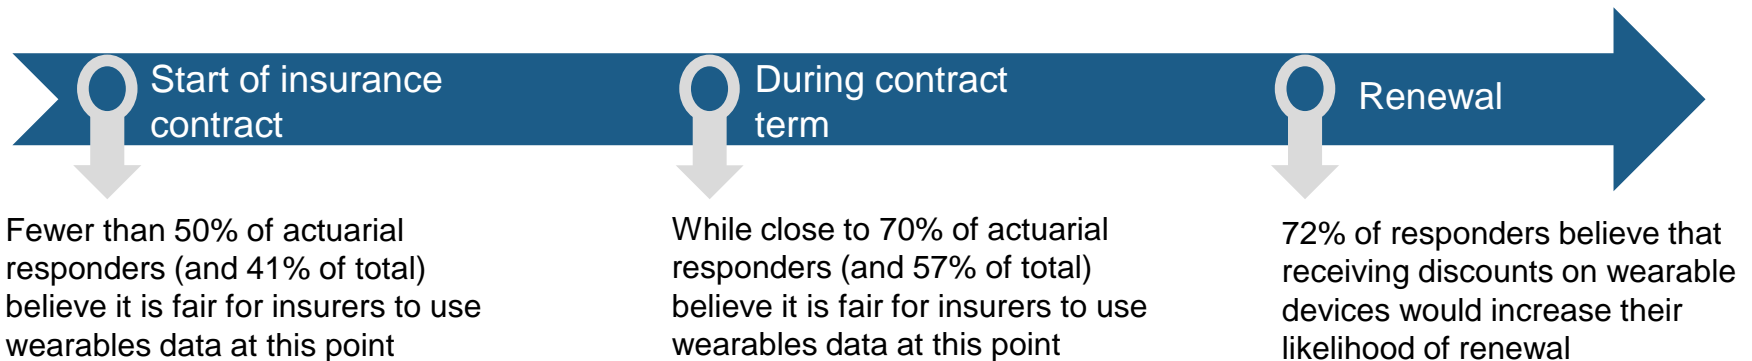 Start of insurance
contract
During contract
term
Renewal
Fewer than 50% of actuarial
responders (and 41% of total)
believe it is fair for insurers to use
wearables data at this point
While close to 70% of actuarial
responders (and 57% of total)
believe it is fair for insurers to use
wearables data at this point
72% of responders believe that
receiving discounts on wearable
devices would increase their
likelihood of renewal